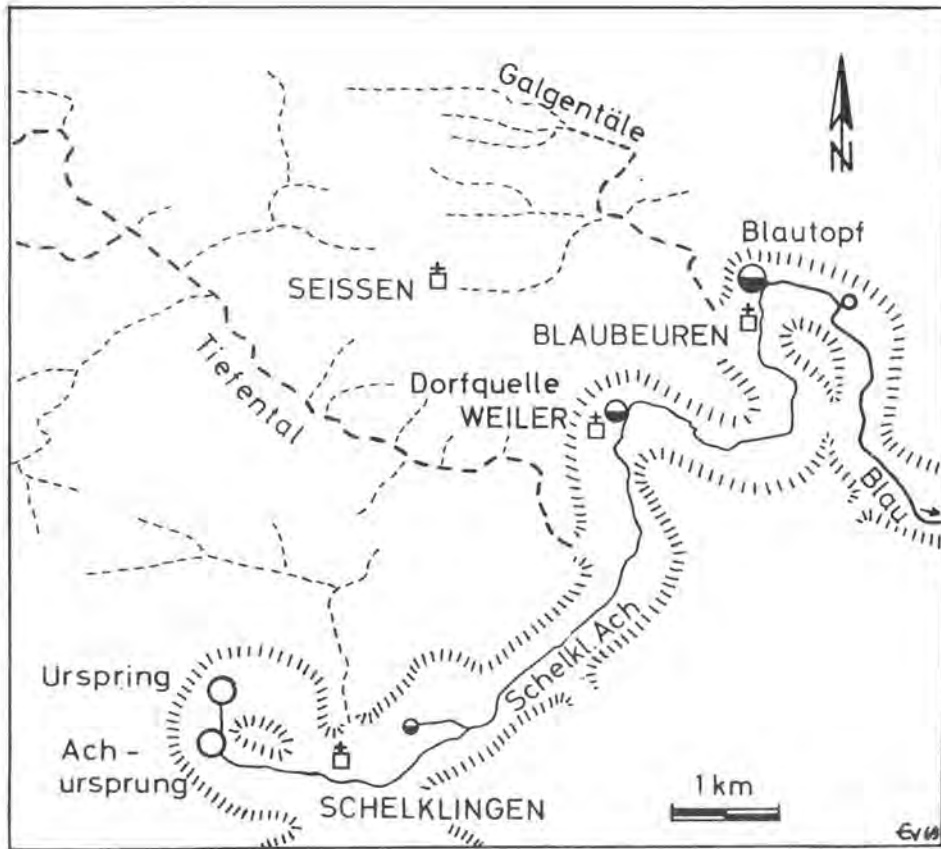 Galgentäle
N
Blautopf
SEISSEN
BLAUBEUREN
Tiefental
Dorfquelle
WEILER
Blau
Schelkl. Ach
Urspring
Ach-
ursprung
SCHELKLINGEN
1 km